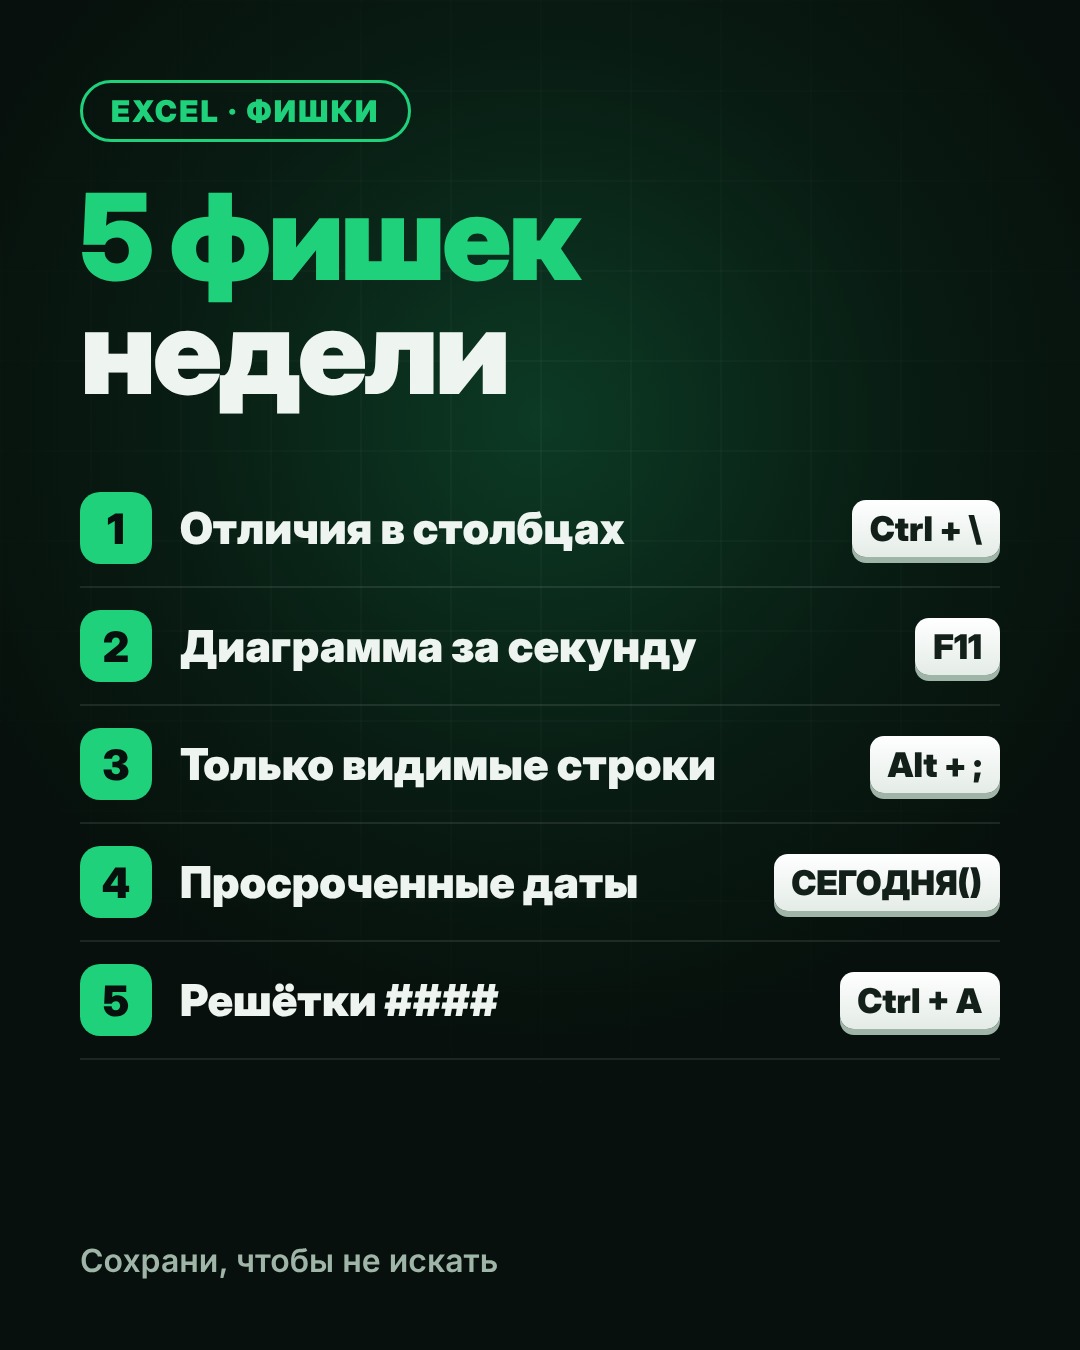 EXCEL · ФИШКИ
5 фишек
недели
1 Отличия в столбцах Ctrl + \
2 Диаграмма за секунду F11
3 Только видимые строки Alt + ;
4 Просроченные даты СЕГОДНЯ()
5 Решётки #### Ctrl + A
Сохрани, чтобы не искать